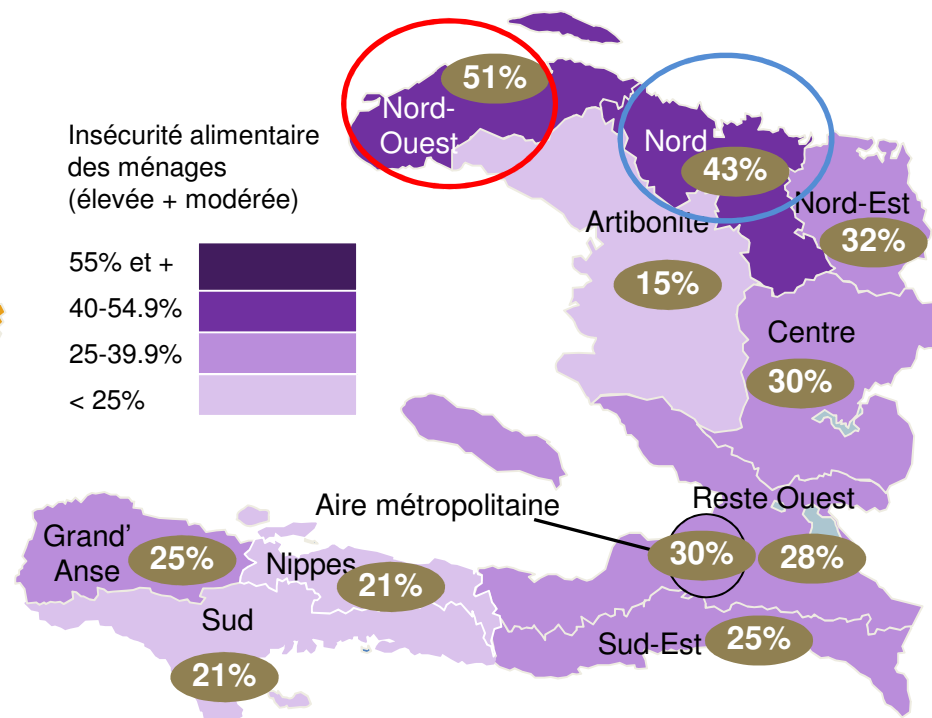 51%
Nord-
Ouest
Insécurité alimentaire
des ménages
(élevée + modérée)
55% et +
40-54.9%
25-39.9%
< 25%
Nord
43%
Nord-Est
32%
Artibonite
15%
Centre
30%
Aire métropolitaine
Reste Ouest
30%
28%
Grand'
Anse
25%
Nippes
21%
Sud
21%
Sud-Est
25%